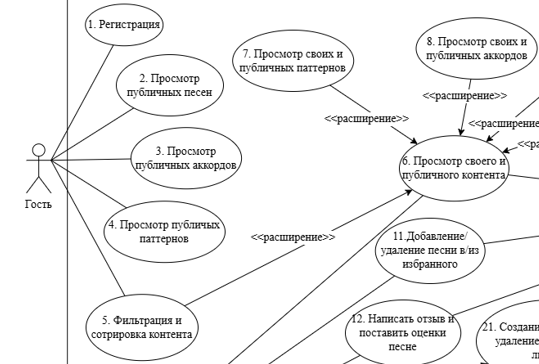 1. Регистрация
2. Просмотр
публичных песен
3. Просмотр
публичных аккордов
Гость
4. Просмотр публичых
паттернов
5. Фильтрация и
сотрировка контента
7. Просмотр своих и
публичных паттернов
8. Просмотр своих и
публичных аккордов
<<расширение>>
<<расширение>>
<<расширение
6. Просмотр своего и
публичного контента
<<расширение>>
11.Добавление/
удаление песни в/из
избранного
12. Написать отзыв и
поставить оценки
песне
21. Создани
удаление